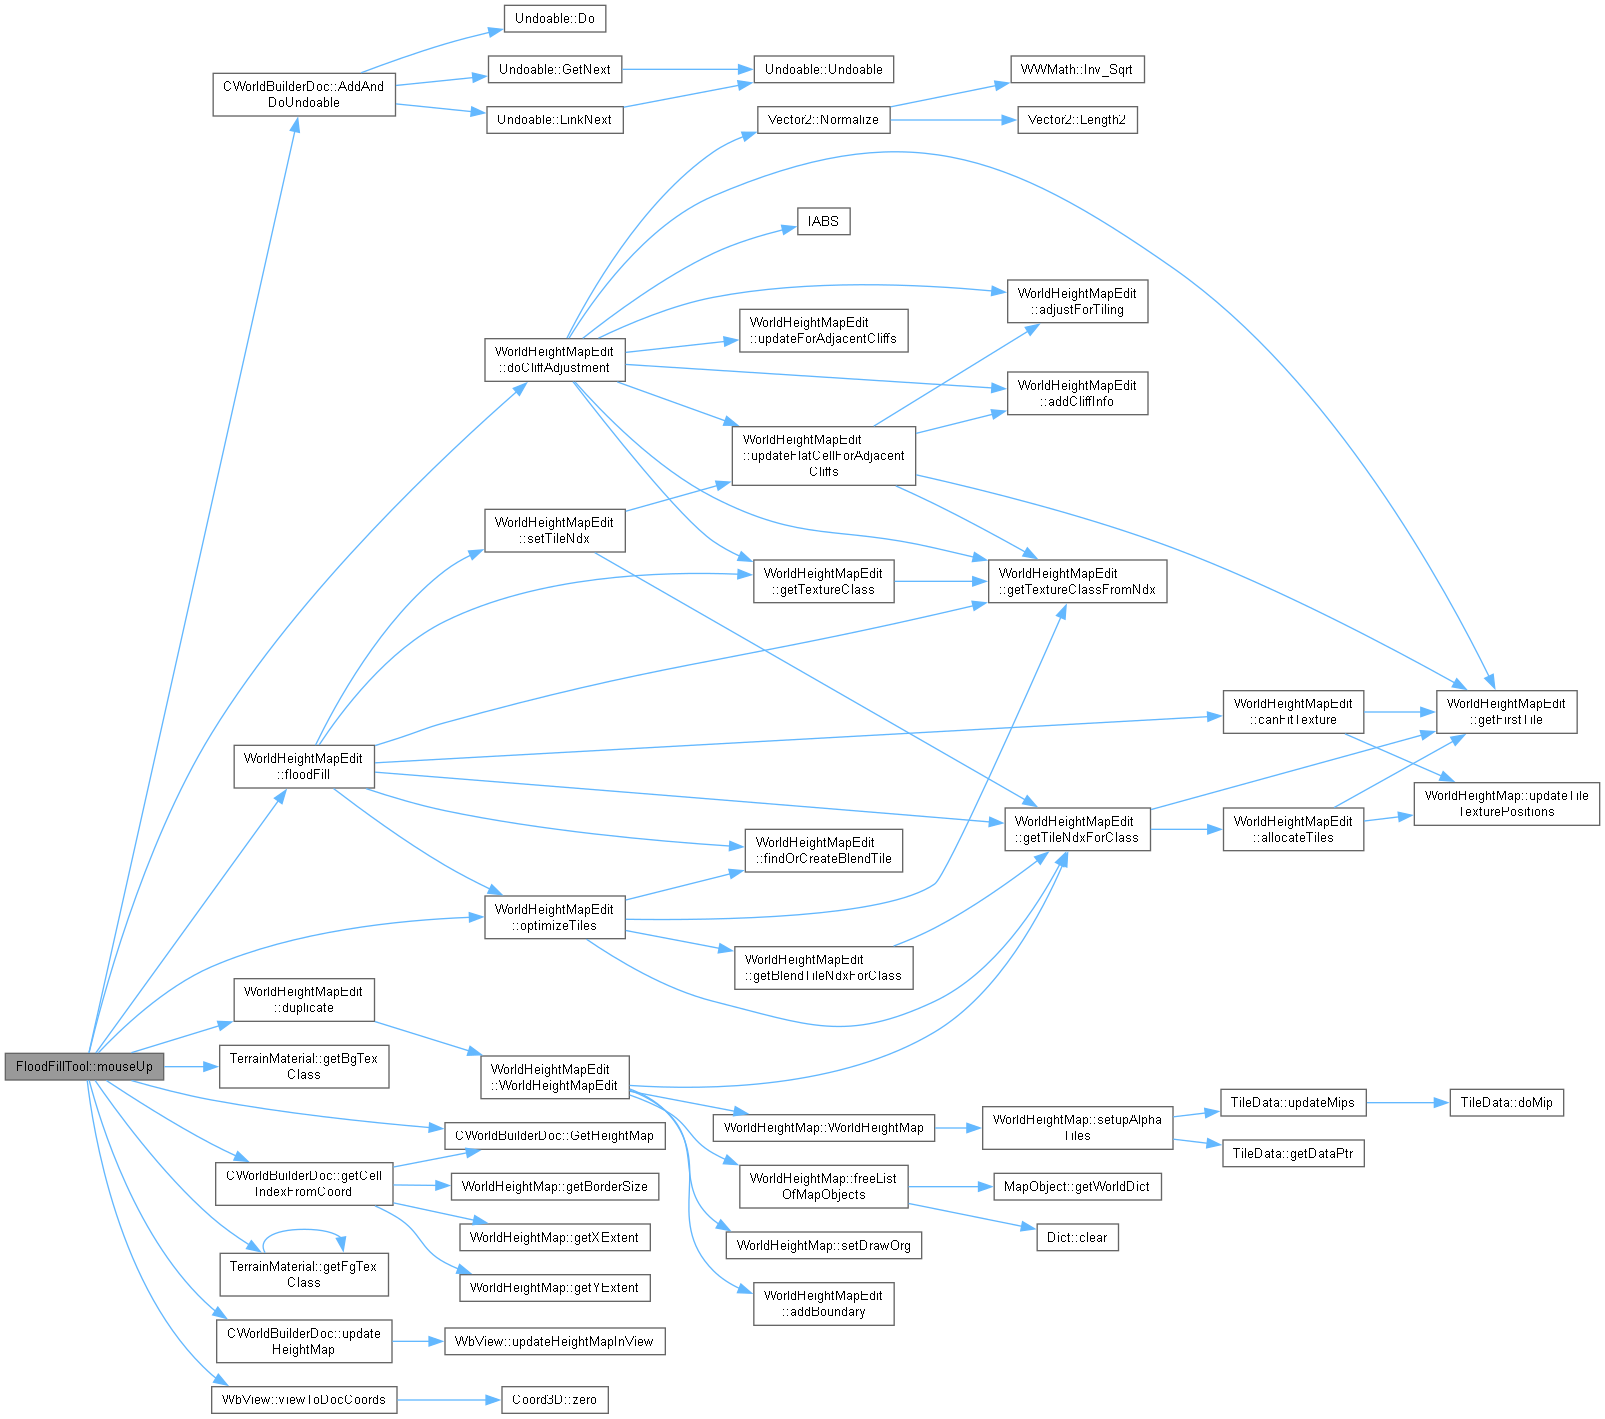 Undoable::Do
CWorldBuilderDoc::AddAnd
DoUndoable
Undoable::GetNext
Undoable::Undoable
WWMath::Inv_Sqrt
Undoable::LinkNext
Vector2::Normalize
Vector2::Length2
IABS
WorldHeightMapEdit
::adjustForTiling
WorldHeightMapEdit
::updateForAdjacentCliffs
WorldHeightMapEdit
::doCliffAdjustment
WorldHeightMapEdit
::addCliffInfo
WorldHeightMapEdit
::updateFlatCellForAdjacent
Cliffs
WorldHeightMapEdit
::setTileNdx
WorldHeightMapEdit
::getTextureClass
WorldHeightMapEdit
::getTextureClassFromNdx
WorldHeightMapEdit
::canFitTexture
WorldHeightMapEdit
::getFirstTile
WorldHeightMapEdit
::floodFill
WorldHeightMap::updateTile
TexturePositions
WorldHeightMapEdit
::getTileNdxForClass
WorldHeightMapEdit
::allocateTiles
WorldHeightMapEdit
::findOrCreateBlendTile
WorldHeightMapEdit
::optimizeTiles
WorldHeightMapEdit
::getBlendTileNdxForClass
WorldHeightMapEdit
::duplicate
FloodFillTool::mouseUp
TerrainMaterial::getBgTex
Class
WorldHeightMapEdit
::WorldHeightMapEdit
TileData::updateMips
TileData::doMip
WorldHeightMap::WorldHeightMap
WorldHeightMap::setupAlpha
Tiles
CWorldBuilderDoc::GetHeightMap
TileData::getDataPtr
CWorldBuilderDoc::getCell
IndexFromCoord
WorldHeightMap::getBorderSize
WorldHeightMap::freeList
OfMapObjects
MapObject::getWorldDict
WorldHeightMap::getXExtent
WorldHeightMap::setDrawOrg
Dict::clear
TerrainMaterial::getFgTex
Class
WorldHeightMap::getYExtent
WorldHeightMapEdit
::addBoundary
CWorldBuilderDoc::update
HeightMap
WbView::updateHeightMapInView
WbView::viewToDocCoords
Coord3D::zero